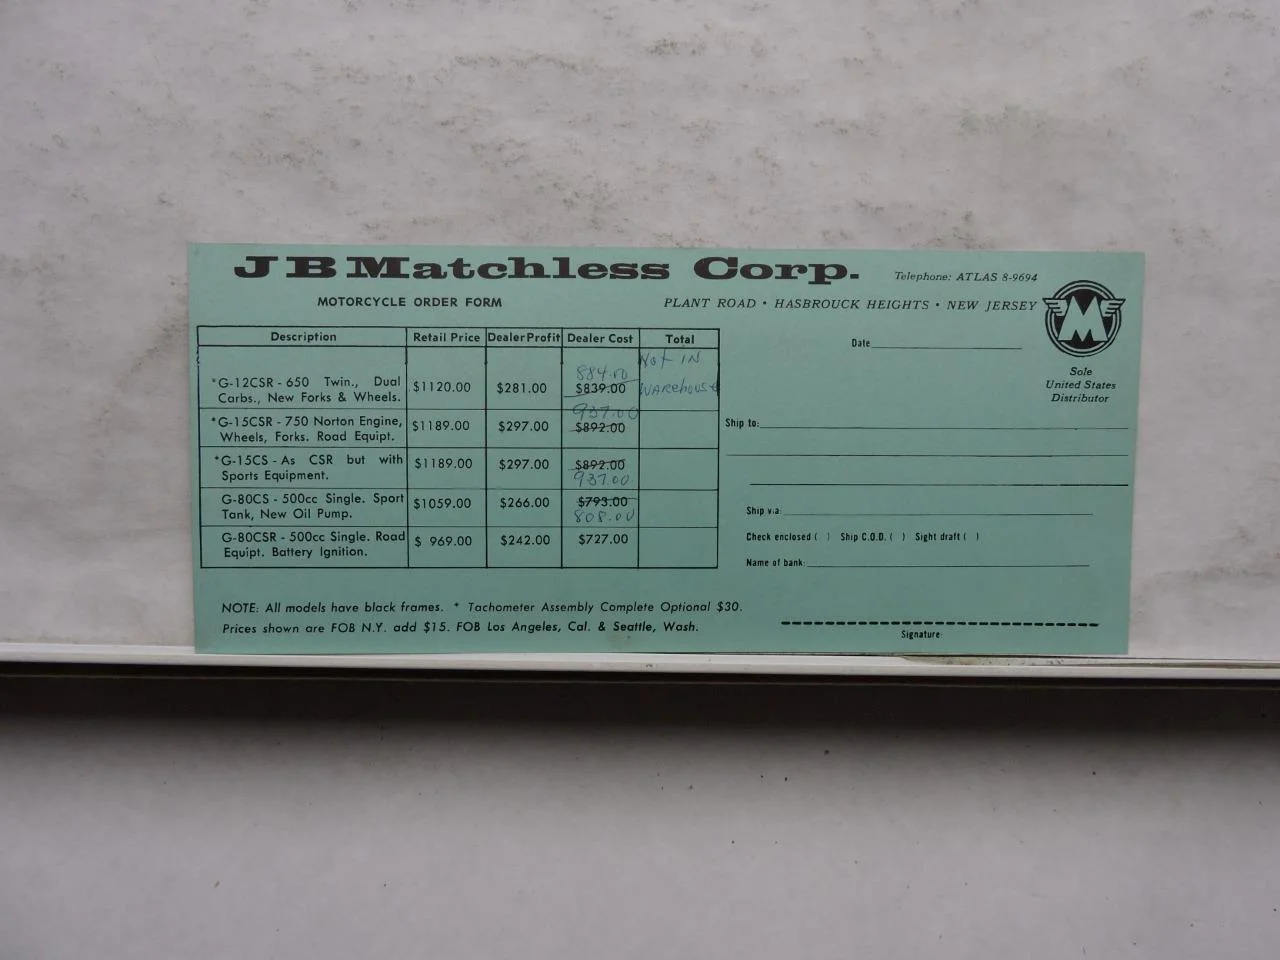 JBMatchless Corp.
Telephone: ATLAS 8-9694
MOTORCYCLE ORDER FORM
PLANT ROAD • HASBROUCK HEIGHTS • NEW JERSEY
M
Sole
United States
Distributor
Description Retail Price Dealer Profit Dealer Cost Total
*G-12CSR - 650 Twin., Dual
Carbs., New Forks & Wheels.
$1120.00 $281.00 884.00 $839.00 Not IN
WAREhouse
*G-15CSR - 750 Norton Engine,
Wheels, Forks. Road Equipt.
$1189.00 $297.00 937.00 $892.00
*G-15CS - As CSR but with
Sports Equipment.
$1189.00 $297.00 $892.00 937.00
G-80CS - 500cc Single. Sport
Tank, New Oil Pump.
$1059.00 $266.00 $793.00 808.00
G-80CSR - 500cc Single. Road
Equipt. Battery Ignition.
$ 969.00 $242.00 $727.00
NOTE: All models have black frames. * Tachometer Assembly Complete Optional $30.
Prices shown are FOB N.Y. add $15. FOB Los Angeles, Cal. & Seattle, Wash.
Date
Ship to:
Ship via:
Check enclosed ( ) Ship C.O.D. ( ) Sight draft ( )
Name of bank:
Signature